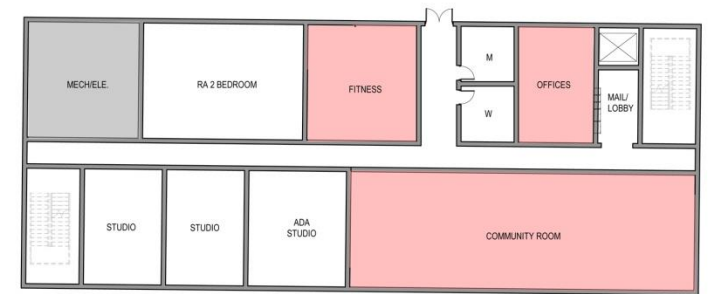 MECH/ELE.
RA 2 BEDROOM
FITNESS
M
W
OFFICES
MAIL/
LOBBY
STUDIO
STUDIO
ADA
STUDIO
COMMUNITY ROOM